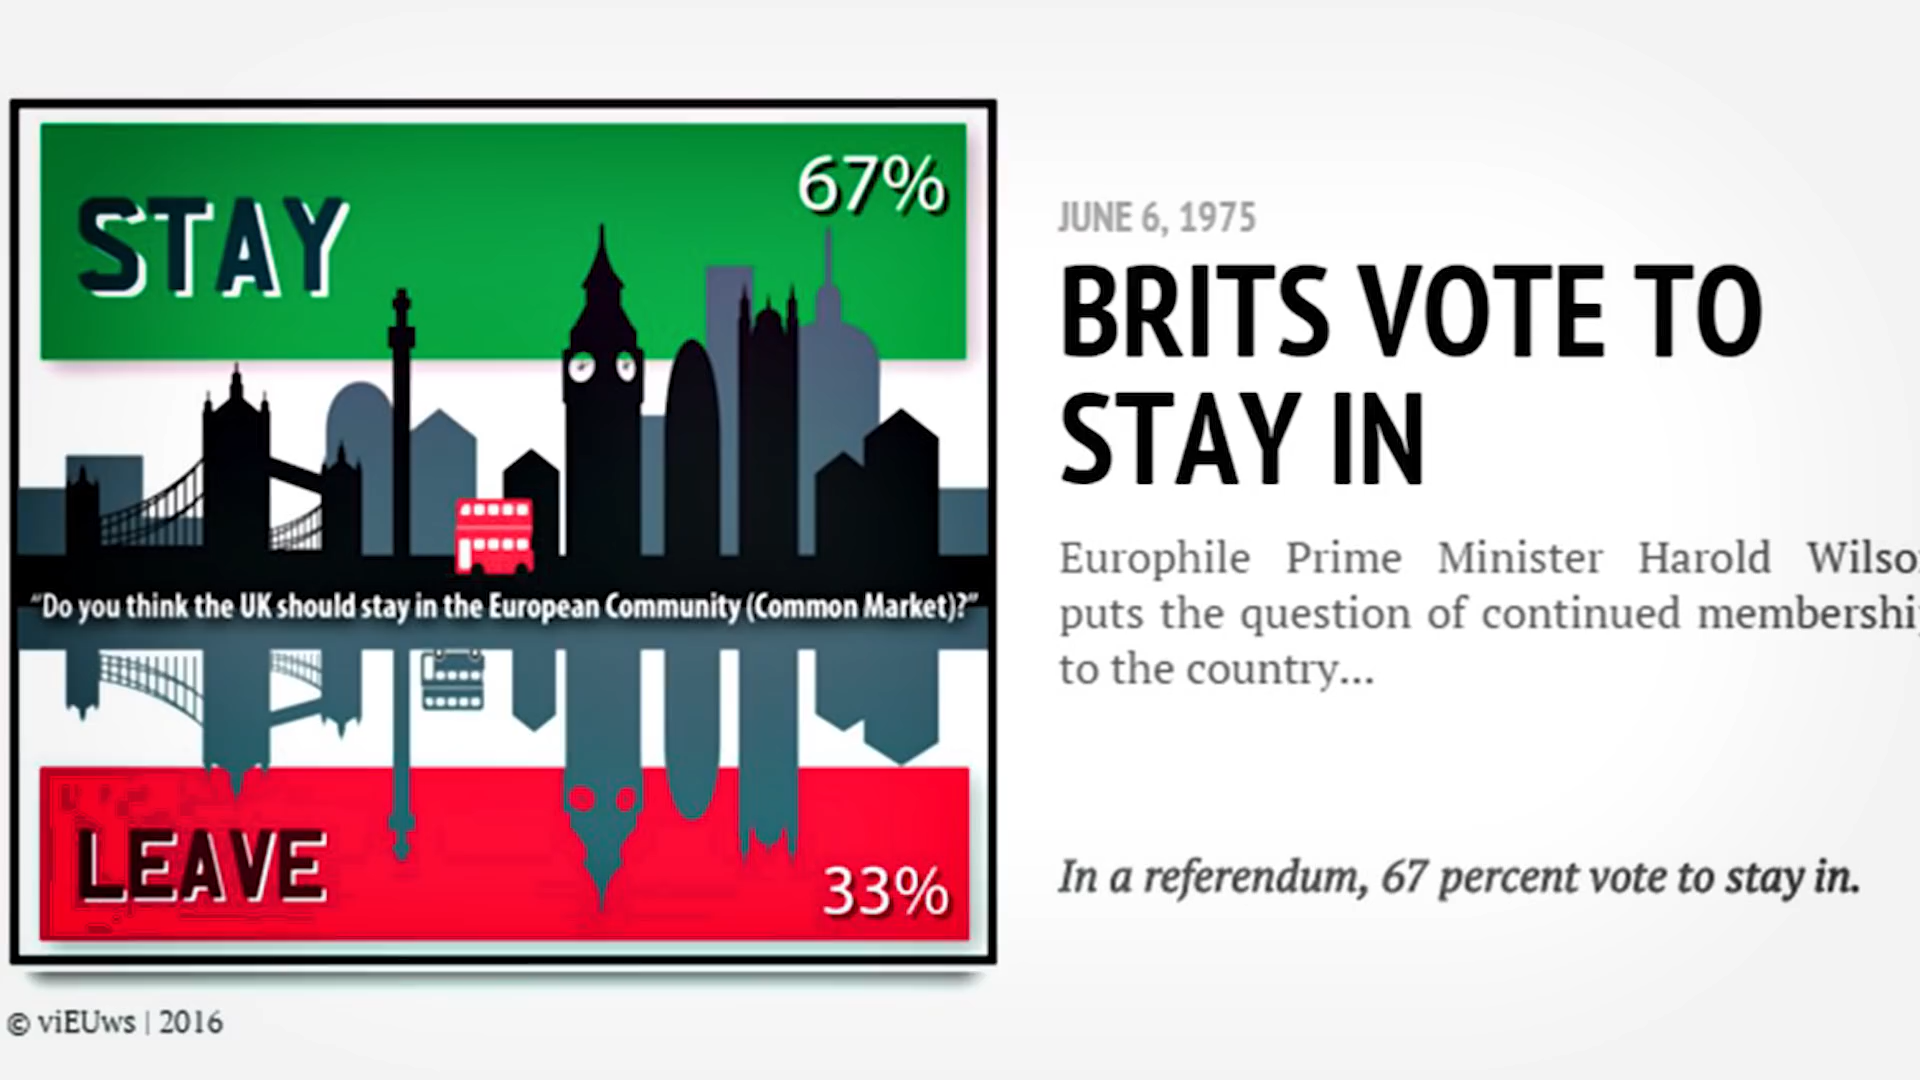 STAY
67%
"Do you think the UK should stay in the European Community (Common Market)?"
LEAVE
33%
© viEUws | 2016
JUNE 6, 1975
BRITS VOTE TO
STAY IN
Europhile Prime Minister Harold Wilso
puts the question of continued membershi
to the country...
In a referendum, 67 percent vote to stay in.